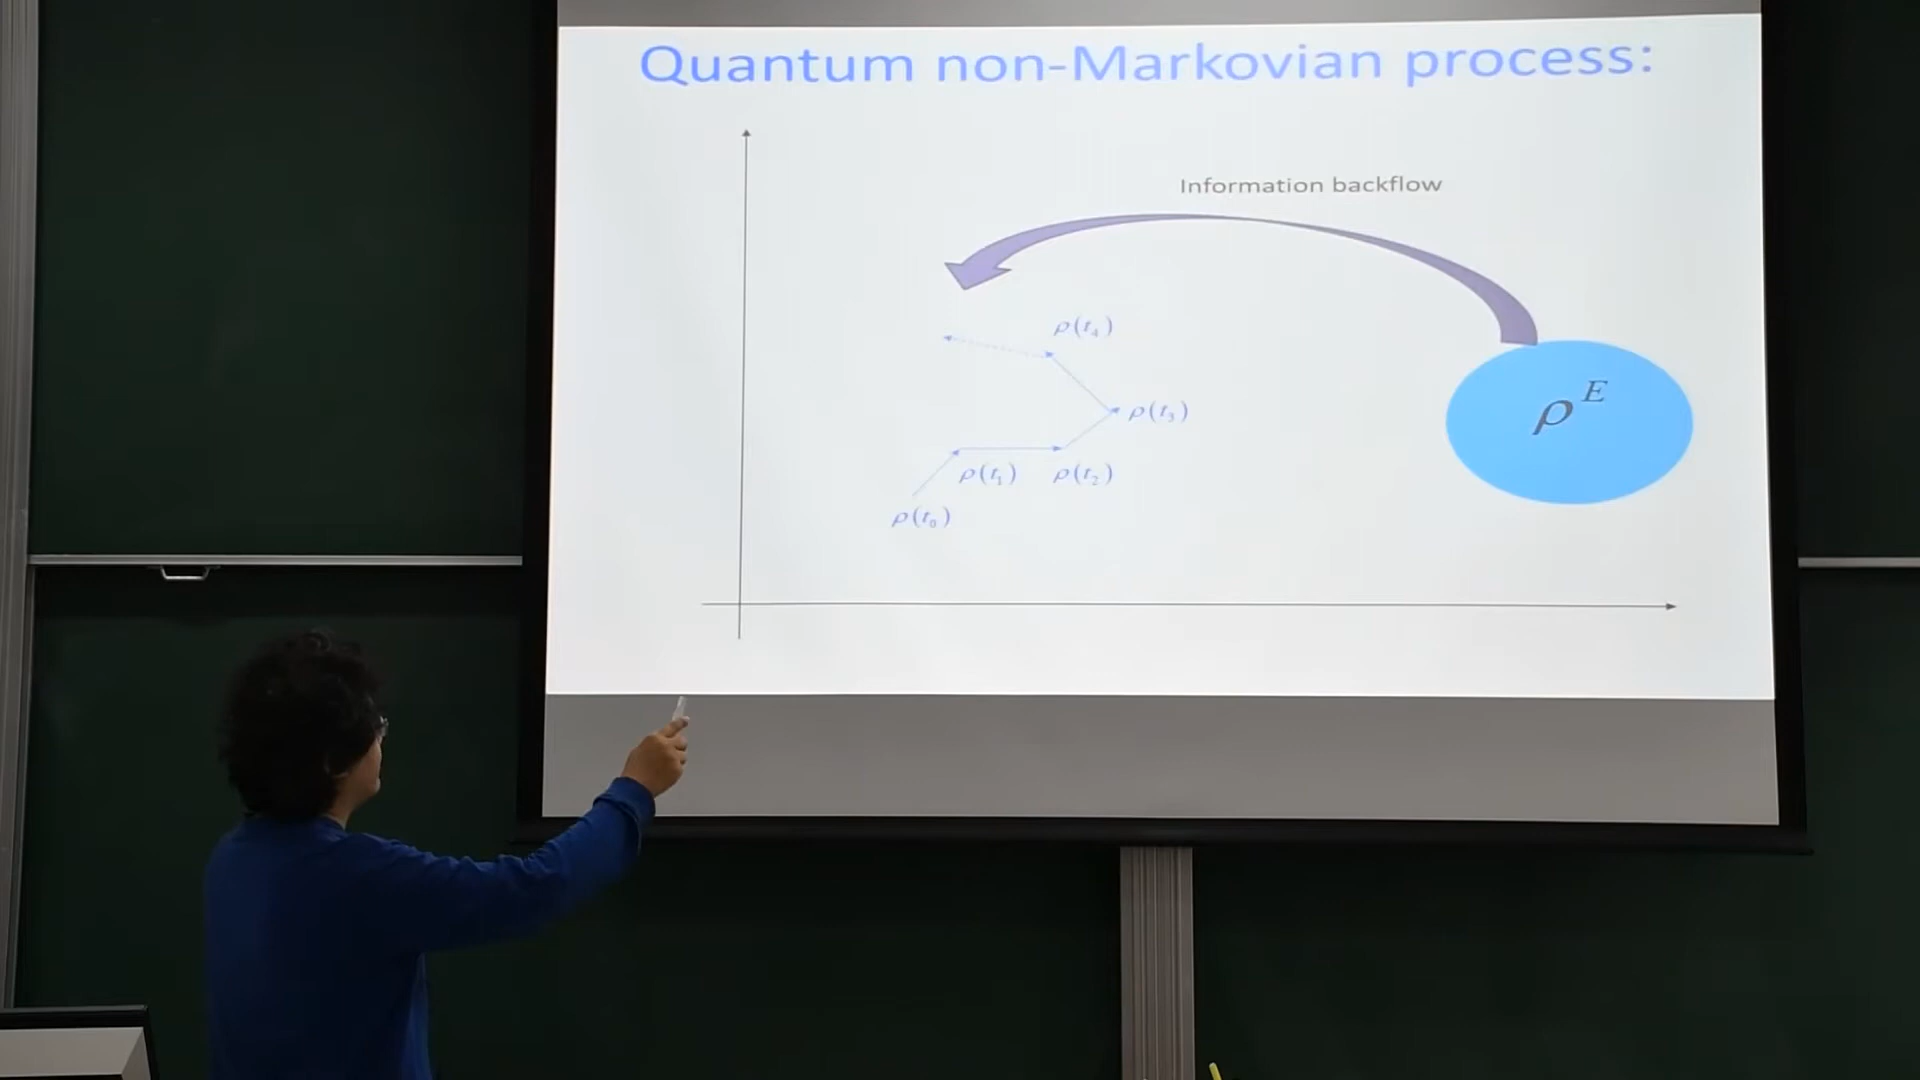 Quantum non-Markovian process:
Information backflow
ρ(t₄)
ρ(t₃)
ρ^E
ρ(t₁) ρ(t₂)
ρ(t₀)